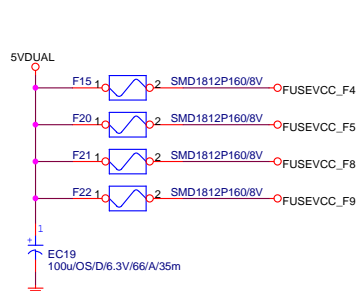 5VDUAL
F15 1 2 SMD1812P160/8V FUSEVCC_F4
F20 1 2 SMD1812P160/8V FUSEVCC_F5
F21 1 2 SMD1812P160/8V FUSEVCC_F8
F22 1 2 SMD1812P160/8V FUSEVCC_F9
1
+
EC19
100u/OS/D/6.3V/66/A/35m